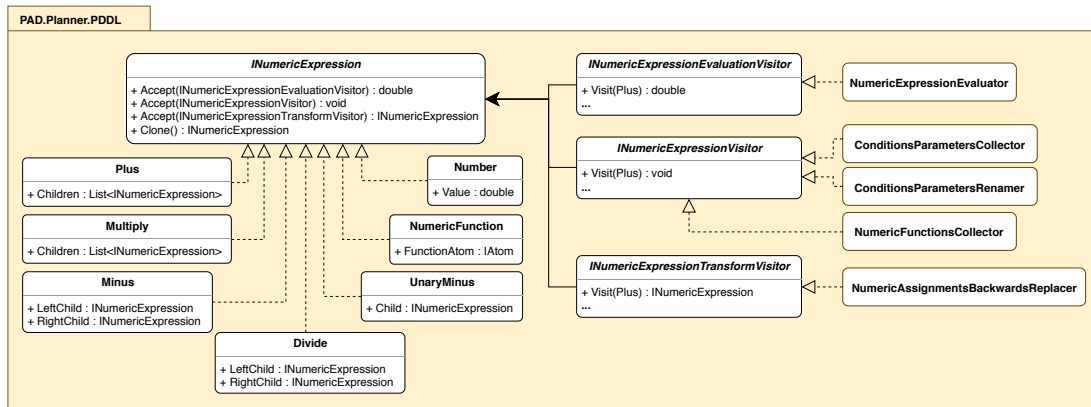 PAD.Planner.PDDL
INumericExpression
+ Accept(INumericExpressionEvaluationVisitor) : double
+ Accept(INumericExpressionVisitor) : void
+ Accept(INumericExpressionTransformVisitor) : INumericExpression
+ Clone() : INumericExpression
Plus
+ Children : List<INumericExpression>
Multiply
+ Children : List<INumericExpression>
Minus
+ LeftChild : INumericExpression
+ RightChild : INumericExpression
Divide
+ LeftChild : INumericExpression
+ RightChild : INumericExpression
Number
+ Value : double
NumericFunction
+ FunctionAtom : IAtom
UnaryMinus
+ Child : INumericExpression
INumericExpressionEvaluationVisitor
+ Visit(Plus) : double
...
INumericExpressionVisitor
+ Visit(Plus) : void
...
INumericExpressionTransformVisitor
+ Visit(Plus) : INumericExpression
...
NumericExpressionEvaluator
ConditionsParametersCollector
ConditionsParametersRenamer
NumericFunctionsCollector
NumericAssignmentsBackwardsReplacer